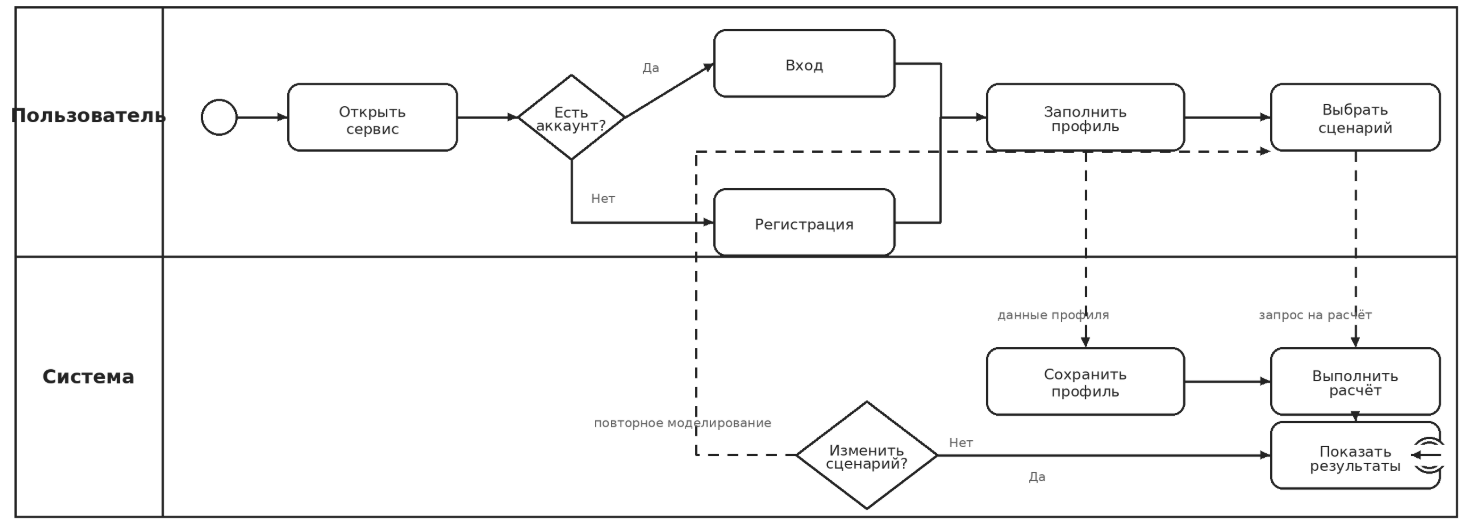 Пользователь
Открыть
сервис
Есть
аккаунт?
Да
Вход
Нет
Регистрация
Заполнить
профиль
Выбрать
сценарий
Система
данные профиля
запрос на расчёт
Сохранить
профиль
Выполнить
расчёт
повторное моделирование
Изменить
сценарий?
Нет
Да
Показать
результаты